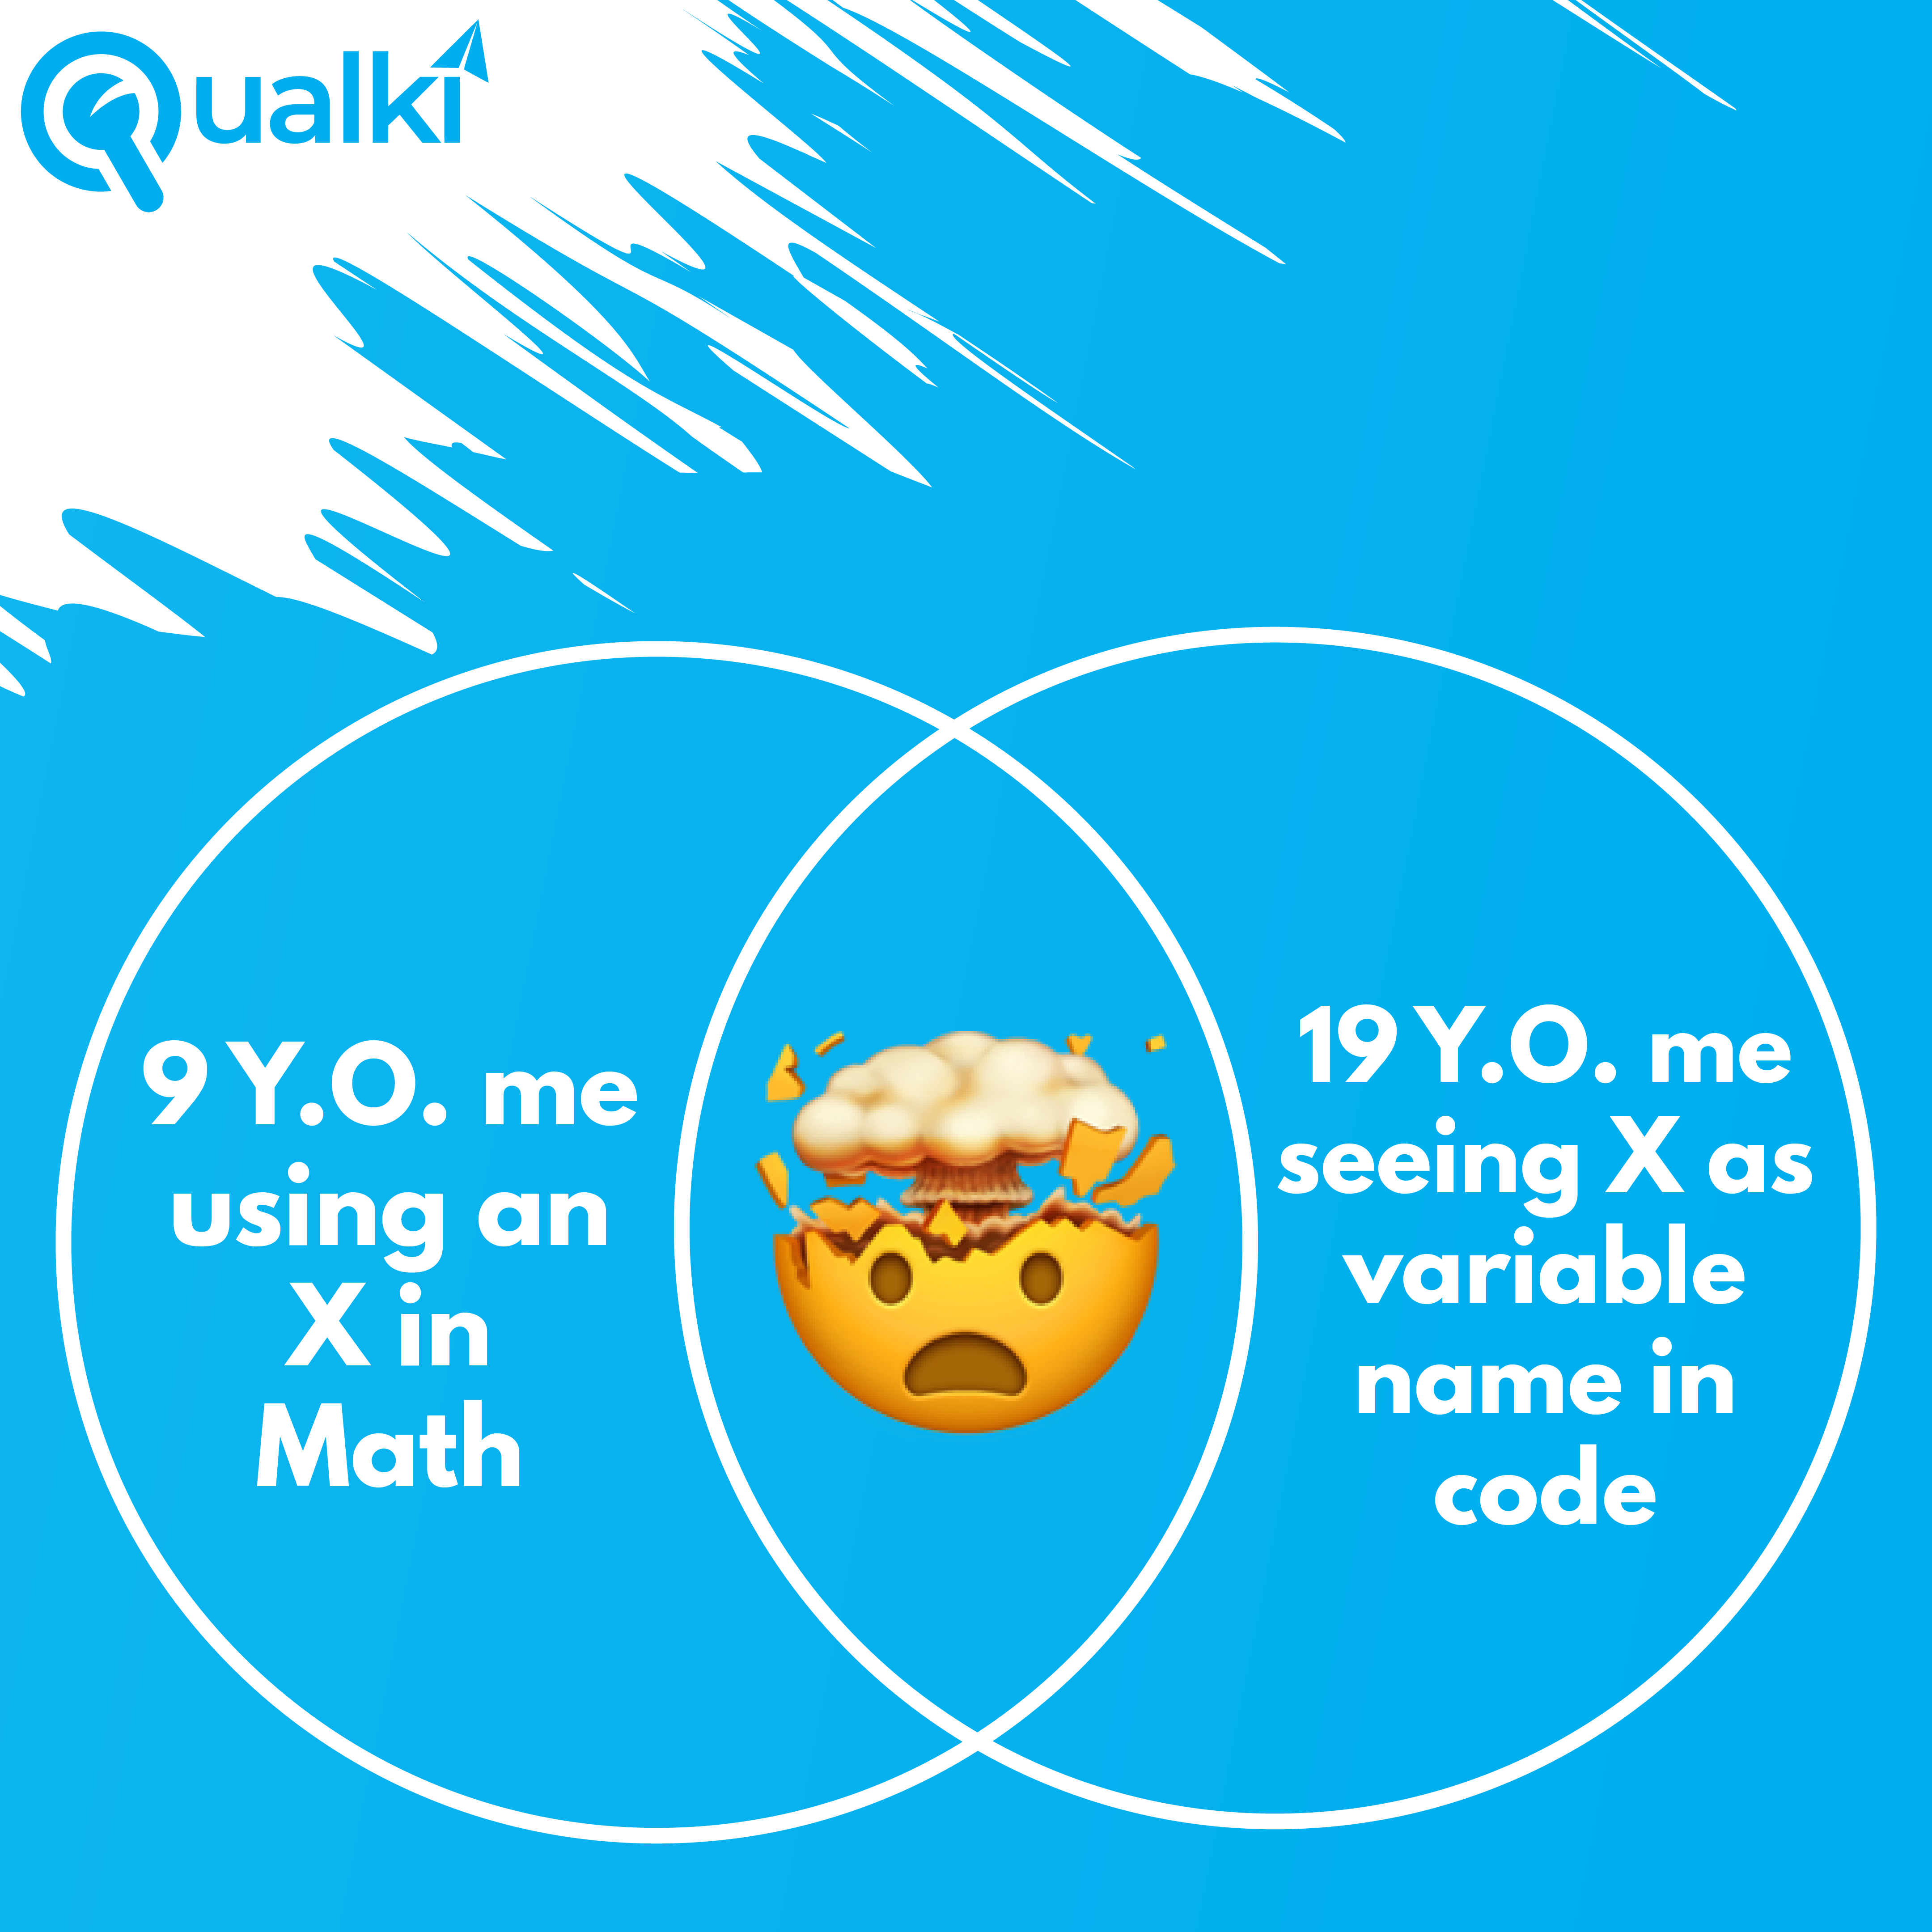 Qualki
9 Y.O. me
using an
X in
Math
19 Y.O. me
seeing X as
variable
name in
code